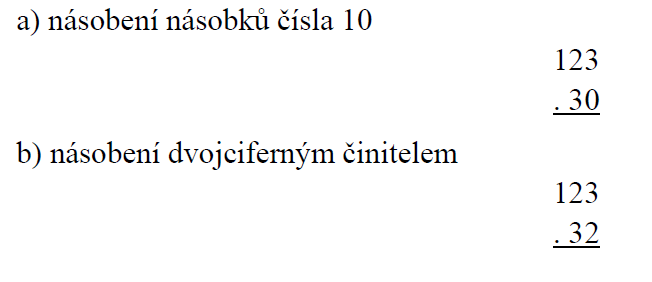 a) násobení násobků čísla 10
123
. 30
b) násobení dvojciferným činitelem
123
. 32